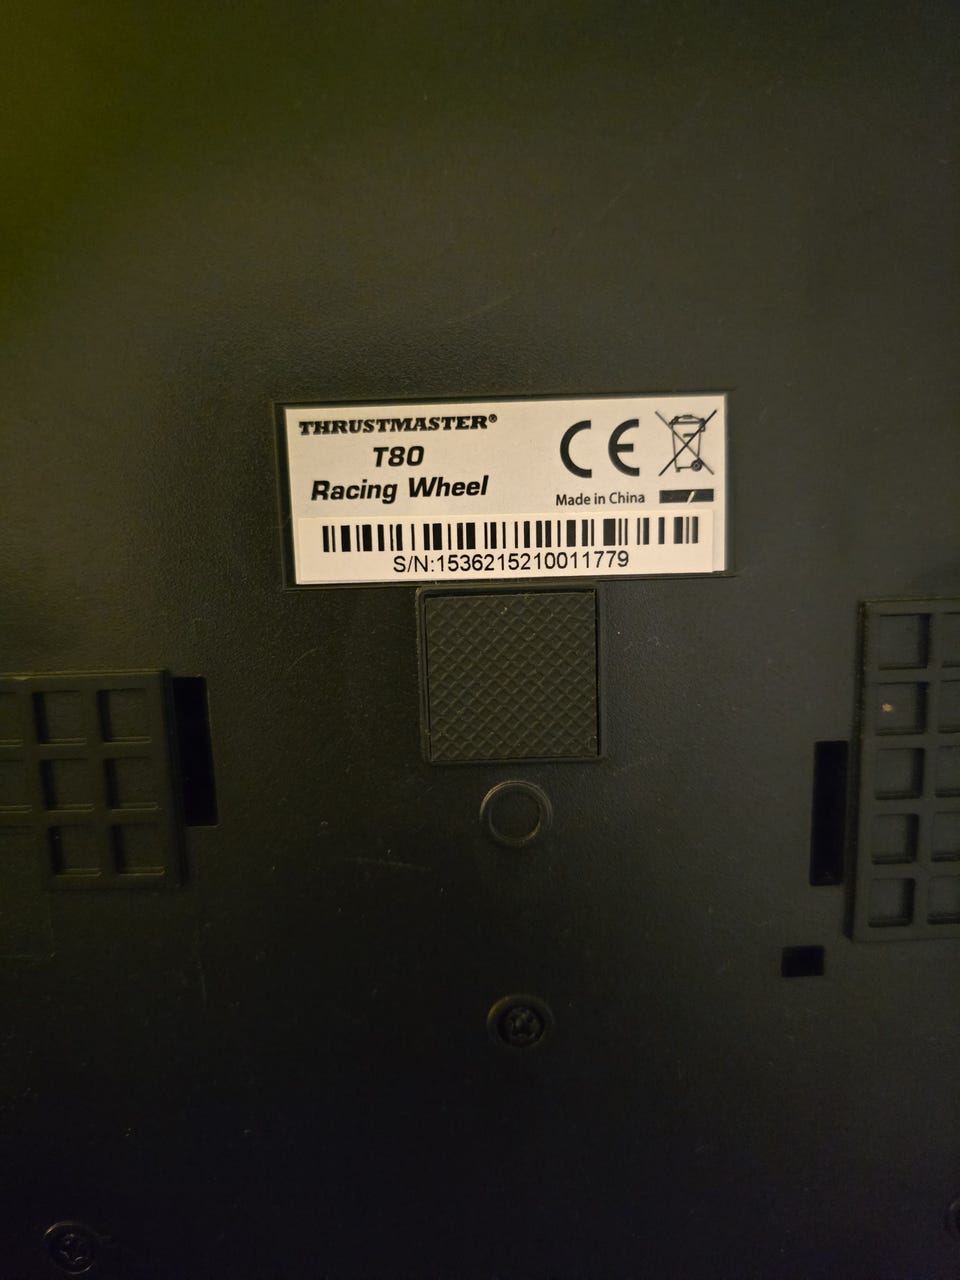 THRUSTMASTER®
T80
Racing Wheel
CE
Made in China
S/N:1536215210011779